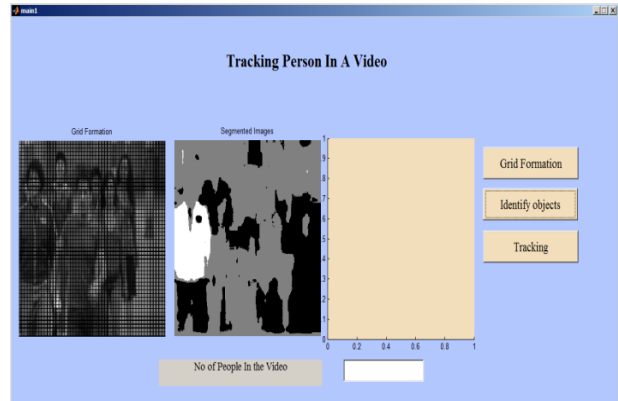 main1
Tracking Person In A Video
Grid Formation
Segmented Images
1
0.9
0.8
0.7
0.6
0.5
0.4
0.3
0.2
0.1
0
0 0.2 0.4 0.6 0.8 1
Grid Formation
Identify objects
Tracking
No of People In the Video